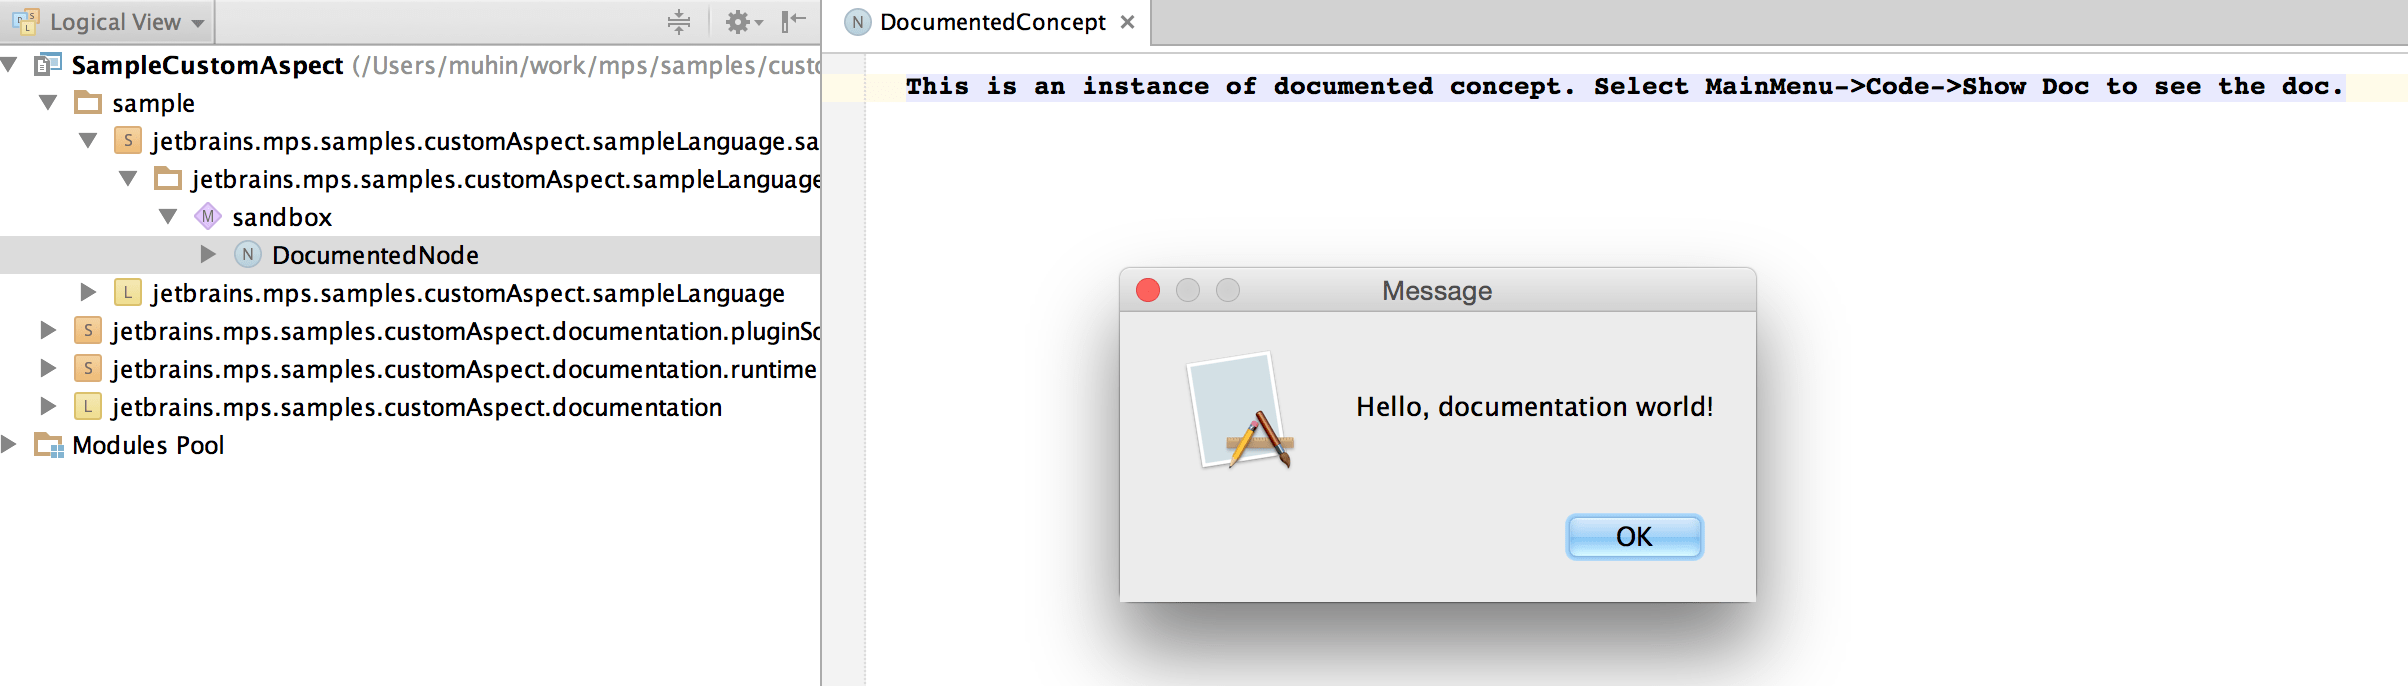 Logical View
SampleCustomAspect (/Users/muhin/work/mps/samples/custo
sample
S jetbrains.mps.samples.customAspect.sampleLanguage.sa
jetbrains.mps.samples.customAspect.sampleLanguage
M sandbox
N DocumentedNode
L jetbrains.mps.samples.customAspect.sampleLanguage
S jetbrains.mps.samples.customAspect.documentation.pluginSo
S jetbrains.mps.samples.customAspect.documentation.runtime
L jetbrains.mps.samples.customAspect.documentation
Modules Pool
N DocumentedConcept
This is an instance of documented concept. Select MainMenu->Code->Show Doc to see the doc.
Message
Hello, documentation world!
OK